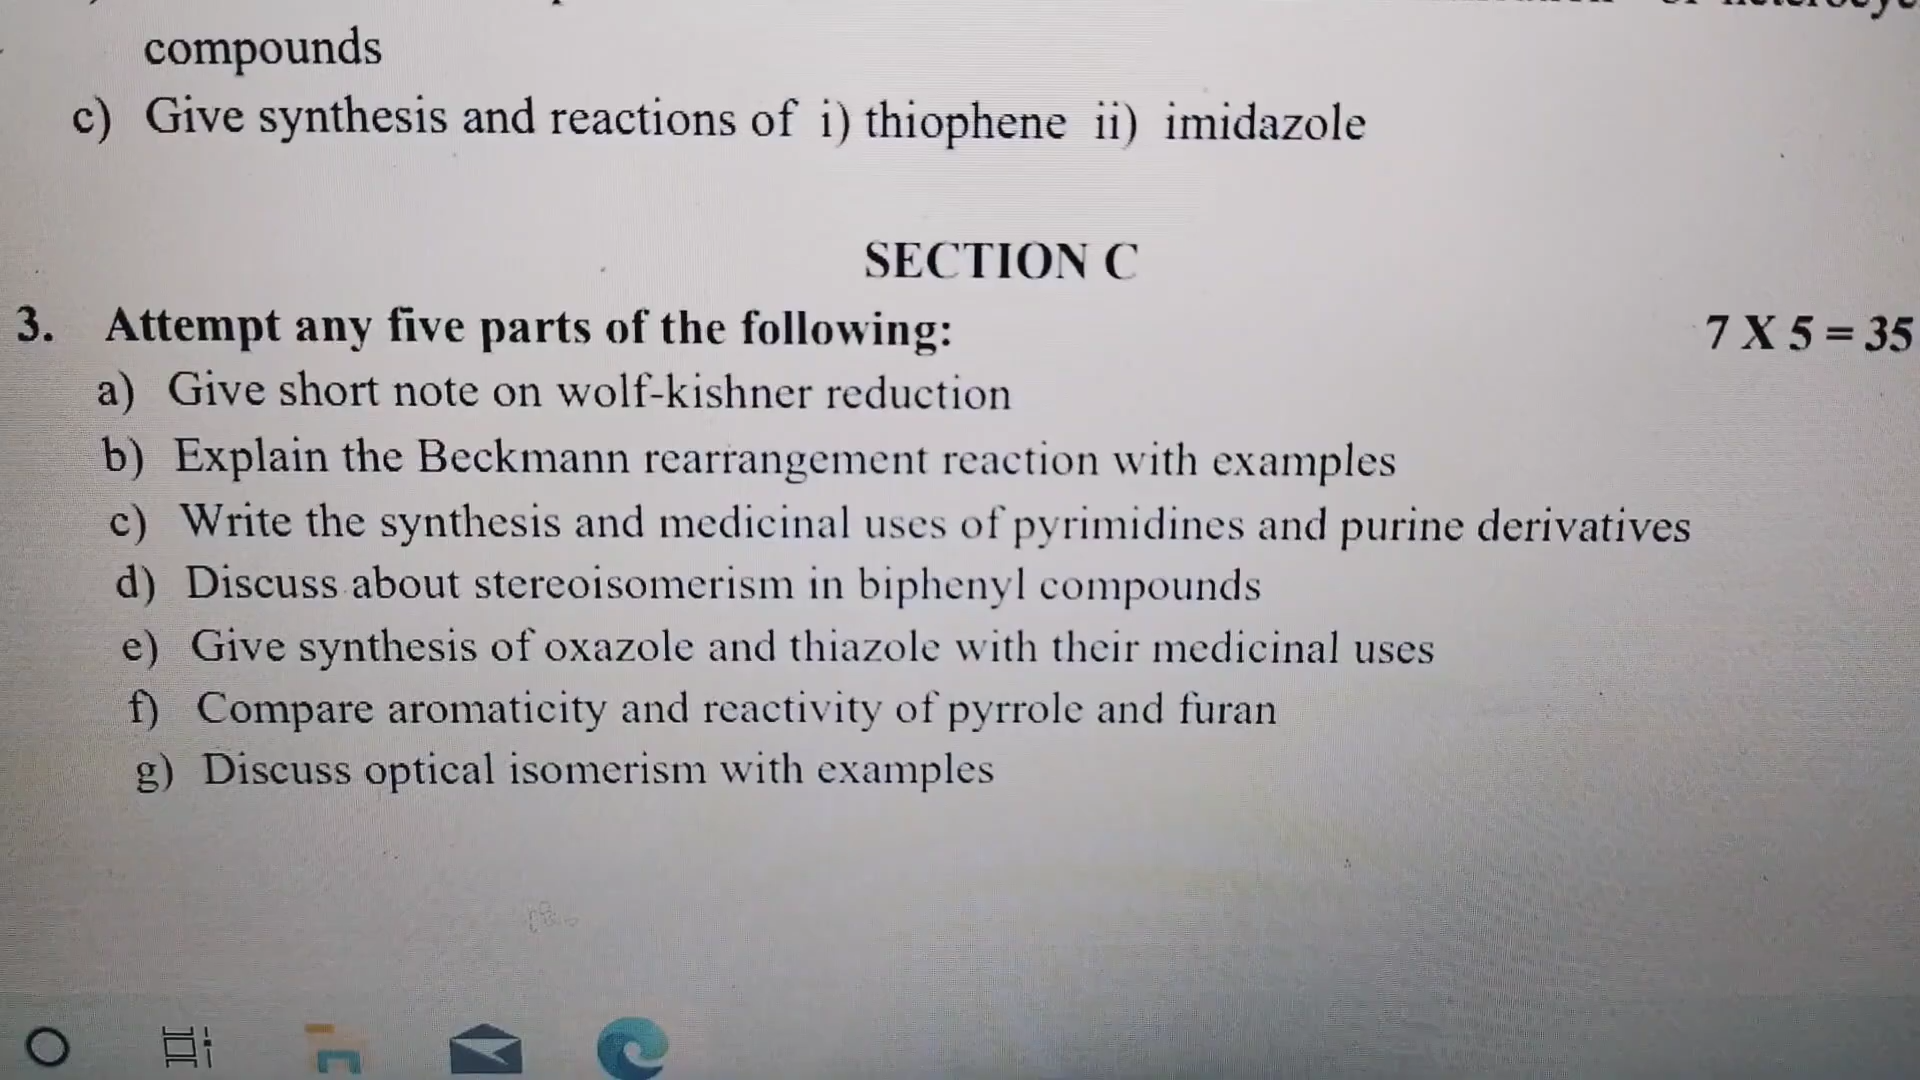 compounds
c) Give synthesis and reactions of i) thiophene ii) imidazole
SECTION C
3. Attempt any five parts of the following: 7 X 5 = 35
a) Give short note on wolf-kishner reduction
b) Explain the Beckmann rearrangement reaction with examples
c) Write the synthesis and medicinal uses of pyrimidines and purine derivatives
d) Discuss about stereoisomerism in biphenyl compounds
e) Give synthesis of oxazole and thiazole with their medicinal uses
f) Compare aromaticity and reactivity of pyrrole and furan
g) Discuss optical isomerism with examples